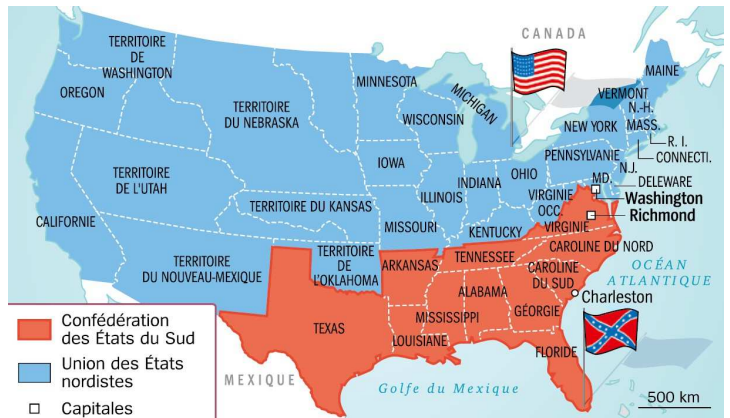 CANADA
TERRITOIRE
DE
WASHINGTON
OREGON
MINNESOTA
MICHIGAN
MAINE
VERMONT
N.-H.
TERRITOIRE
DU NEBRASKA
WISCONSIN
NEW YORK
MASS.
R. I.
CONNECTI.
TERRITOIRE
DE L'UTAH
IOWA
ILLINOIS
INDIANA
OHIO
PENNSYLVANIE
N.J.
MD.
DELEWARE
Washington
Richmond
CALIFORNIE
TERRITOIRE DU KANSAS
MISSOURI
KENTUCKY
VIRGINIE
OCC.
VIRGINIE
TERRITOIRE
DU NOUVEAU-MEXIQUE
TERRITOIRE
DE
L'OKLAHOMA
ARKANSAS
TENNESSEE
CAROLINE DU NORD
CAROLINE
DU SUD
OCÉAN
ATLANTIQUE
Charleston
TEXAS
LOUISIANE
MISSISSIPPI
ALABAMA
GÉORGIE
FLORIDE
MEXIQUE
Golfe du Mexique
500 km
Confédération
des États du Sud
Union des États
nordistes
Capitales